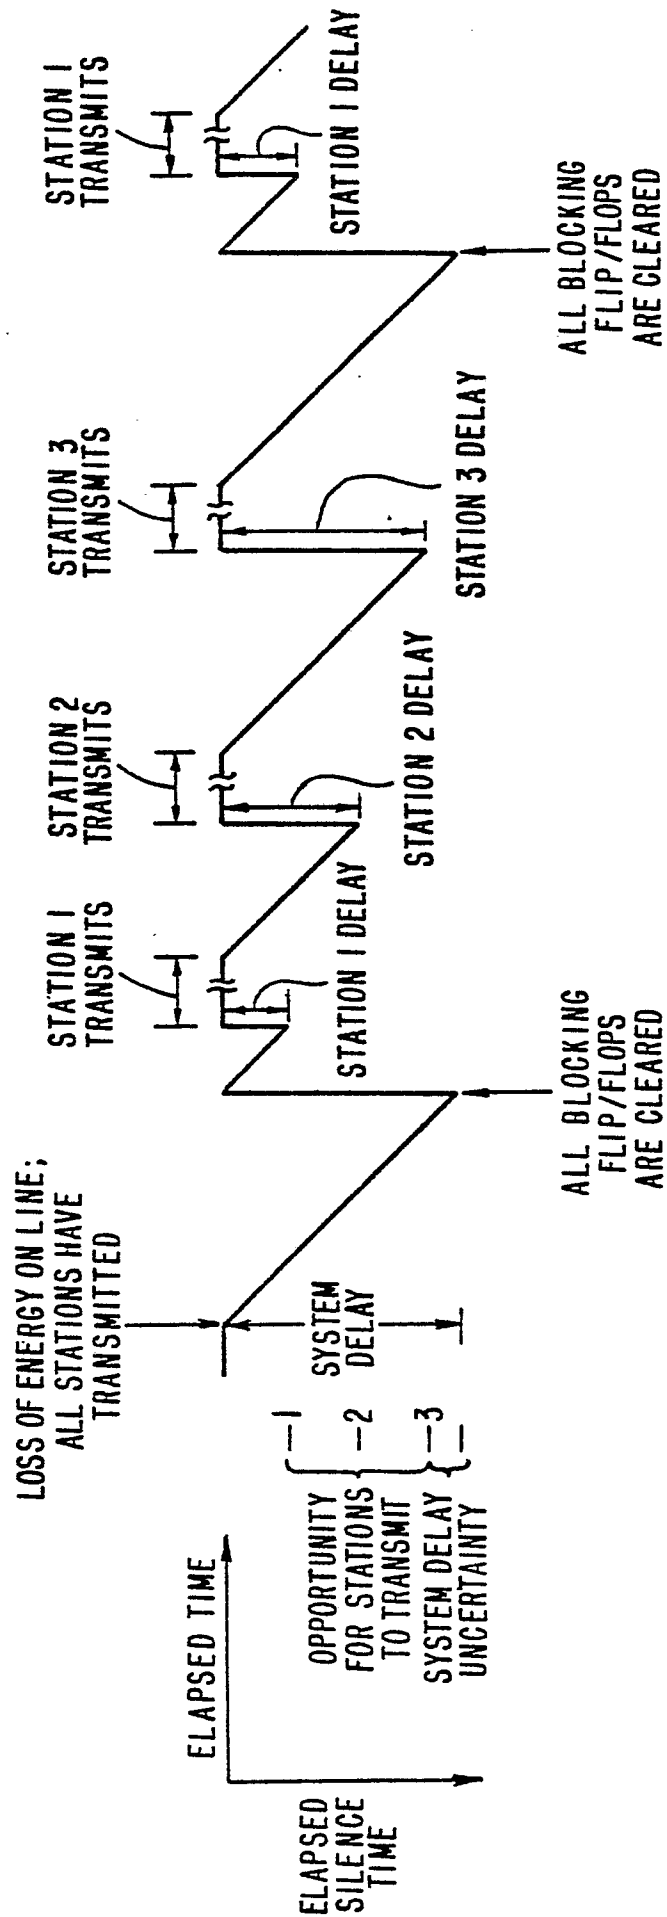 LOSS OF ENERGY ON LINE;
ALL STATIONS HAVE
TRANSMITTED
STATION 1
TRANSMITS
STATION 2
TRANSMITS
STATION 3
TRANSMITS
STATION 1
TRANSMITS
ELAPSED TIME
ELAPSED
SILENCE
TIME
OPPORTUNITY
FOR STATIONS
TO TRANSMIT
SYSTEM DELAY
UNCERTAINTY
1
2
3
SYSTEM
DELAY
STATION 1 DELAY
STATION 2 DELAY
STATION 3 DELAY
STATION 1 DELAY
ALL BLOCKING
FLIP/FLOPS
ARE CLEARED
ALL BLOCKING
FLIP/FLOPS
ARE CLEARED